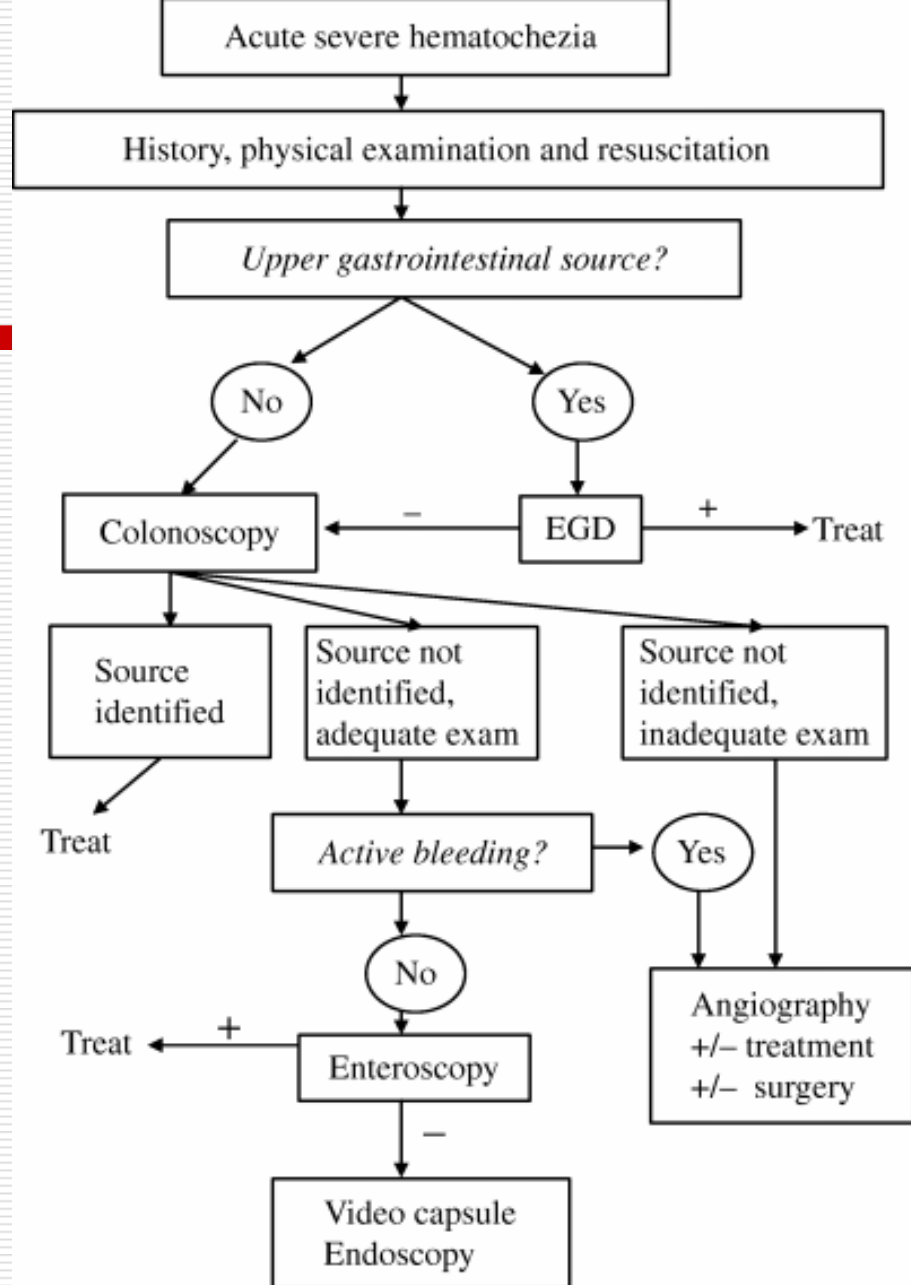 Acute severe hematochezia
History, physical examination and resuscitation
Upper gastrointestinal source?
No
Yes
Colonoscopy
–
EGD
+
Treat
Source
identified
Source not
identified,
adequate exam
Source not
identified,
inadequate exam
Treat
Active bleeding?
Yes
No
Angiography
+/– treatment
+/– surgery
Treat
+
Enteroscopy
–
Video capsule
Endoscopy